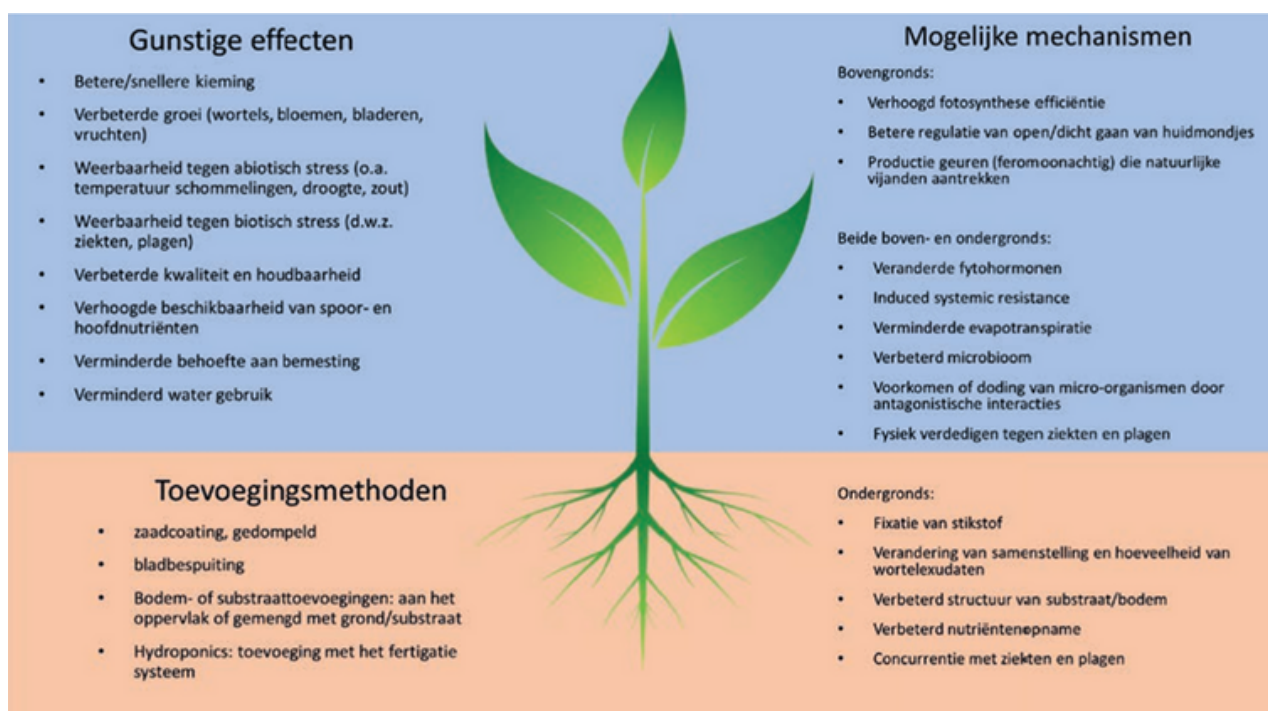 Gunstige effecten
• Betere/snellere kieming
• Verbeterde groei (wortels, bloemen, bladeren,
vruchten)
• Weerbaarheid tegen abiotisch stress (o.a.
temperatuur schommelingen, droogte, zout)
• Weerbaarheid tegen biotisch stress (d.w.z.
ziekten, plagen)
• Verbeterde kwaliteit en houdbaarheid
• Verhoogde beschikbaarheid van spoor- en
hoofdnutriënten
• Verminderde behoefte aan bemesting
• Verminderd water gebruik
Toevoegingsmethoden
• zaadcoating, gedompeld
• bladbespuiting
• Bodem- of substraattoevoegingen: aan het
oppervlak of gemengd met grond/substraat
• Hydroponics: toevoeging met het fertigatie
systeem
Mogelijke mechanismen
Bovengronds:
• Verhoogd fotosynthese efficiëntie
• Betere regulatie van open/dicht gaan van huidmondjes
• Productie geuren (feromoonachtig) die natuurlijke
vijanden aantrekken
Beide boven- en ondergronds:
• Veranderde fytohormonen
• Induced systemic resistance
• Verminderde evapotranspiratie
• Verbeterd microbioom
• Voorkomen of doding van micro-organismen door
antagonistische interacties
• Fysiek verdedigen tegen ziekten en plagen
Ondergronds:
• Fixatie van stikstof
• Verandering van samenstelling en hoeveelheid van
wortelexudaten
• Verbeterd structuur van substraat/bodem
• Verbeterd nutriëntenopname
• Concurrentie met ziekten en plagen